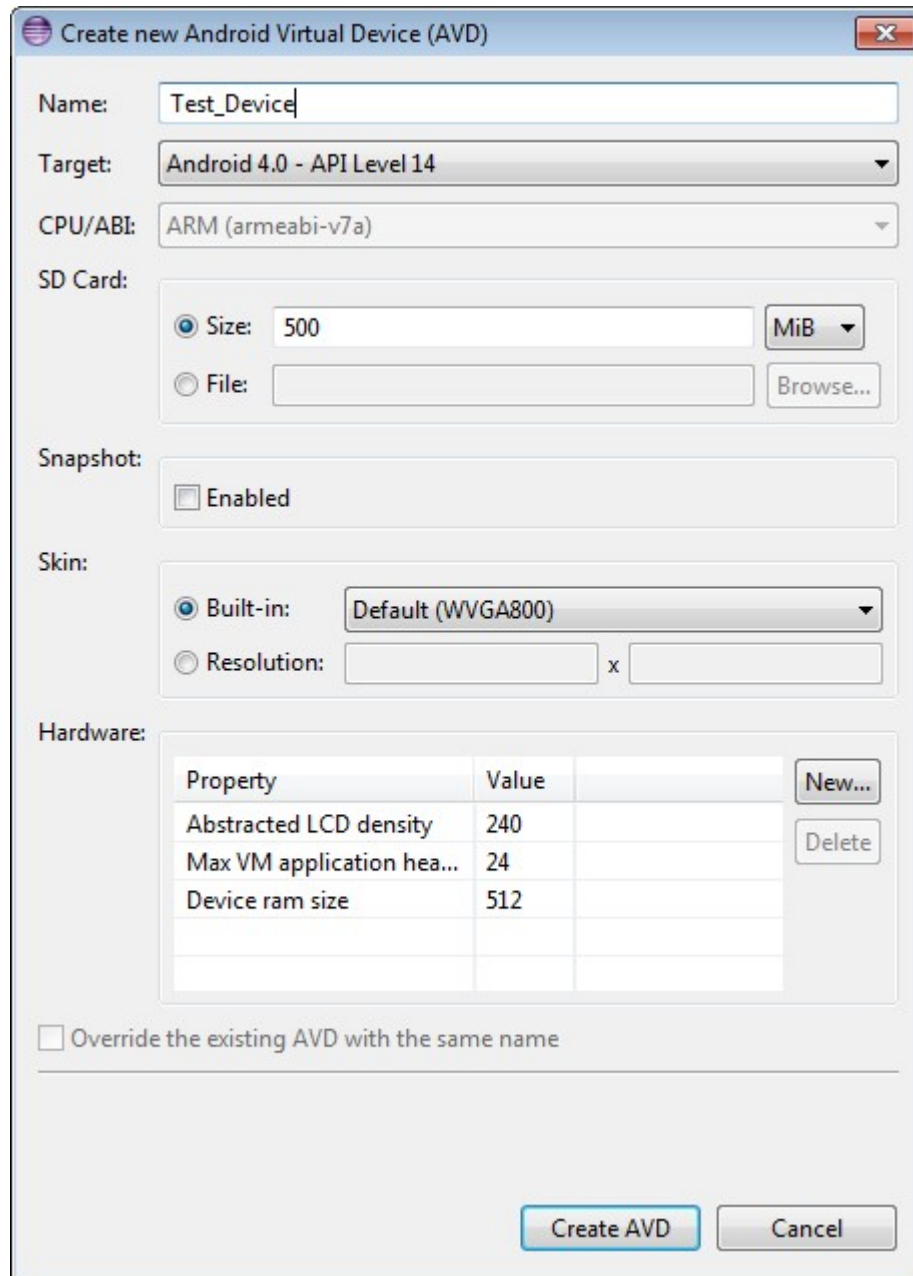 Create new Android Virtual Device (AVD)
Name: Test_Device
Target: Android 4.0 - API Level 14
CPU/ABI: ARM (armeabi-v7a)
SD Card:
Size: 500 MiB
File: Browse...
Snapshot:
Enabled
Skin:
Built-in: Default (WVGA800)
Resolution: x
Hardware:
Property Value New...
Abstracted LCD density 240
Delete
Max VM application hea... 24
Device ram size 512
Override the existing AVD with the same name
Create AVD Cancel